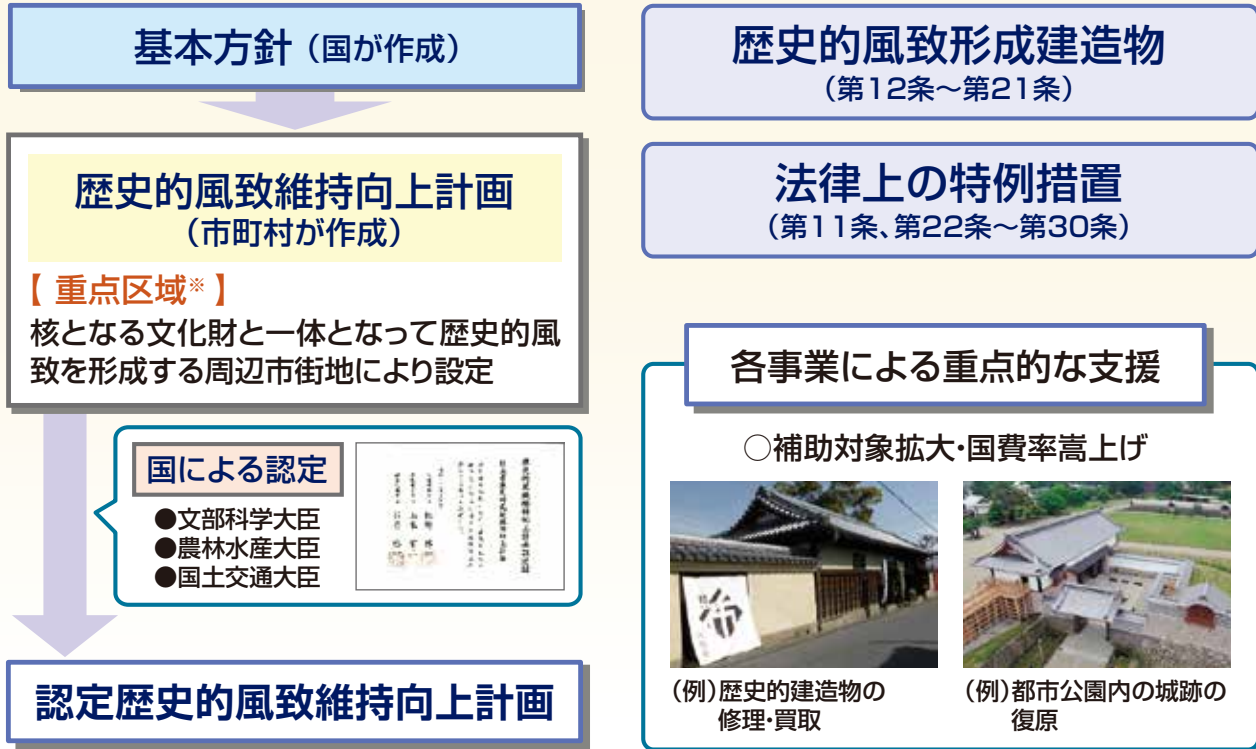 基本方針（国が作成）
歴史的風致維持向上計画
（市町村が作成）
【 重点区域※ 】
核となる文化財と一体となって歴史的風
致を形成する周辺市街地により設定
国による認定
●文部科学大臣
●農林水産大臣
●国土交通大臣
認定歴史的風致維持向上計画
歴史的風致形成建造物
（第12条～第21条）
法律上の特例措置
（第11条、第22条～第30条）
各事業による重点的な支援
○補助対象拡大・国費率嵩上げ
（例）歴史的建造物の
修理・買取
（例）都市公園内の城跡の
復原